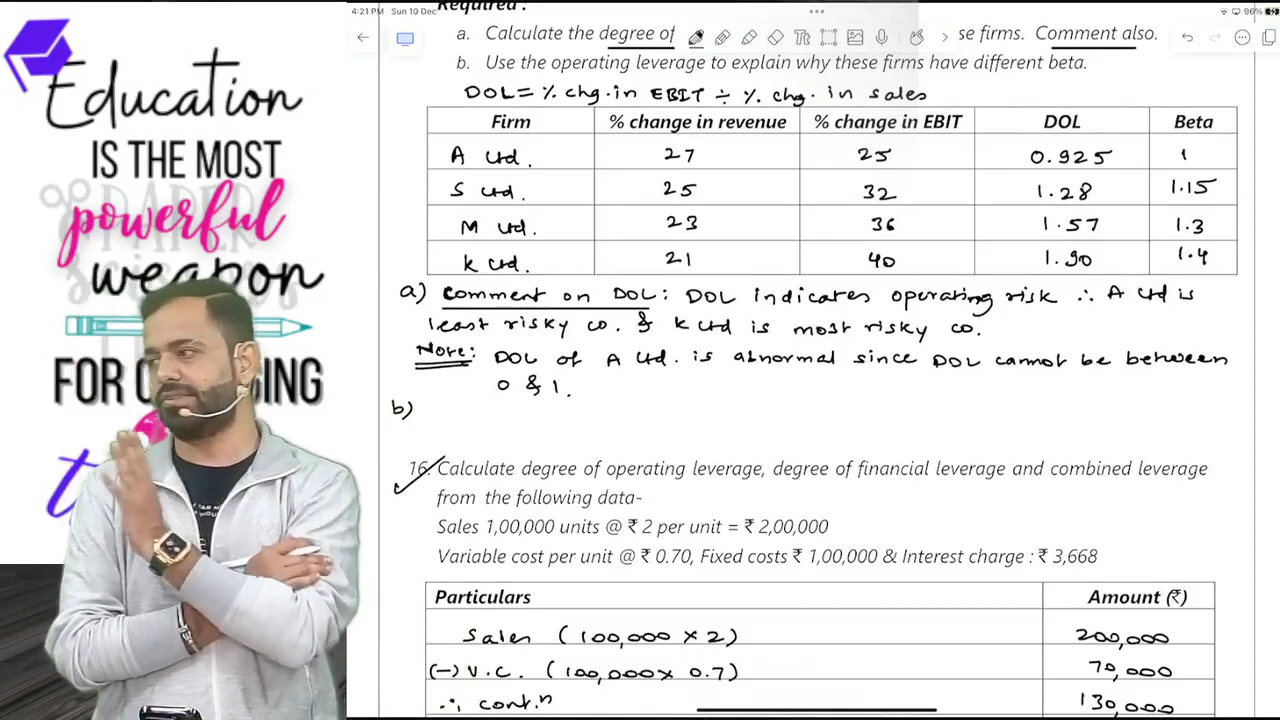 4:21 PM Sun 10 Dec
96%
Required :
a. Calculate the degree of se firms. Comment also.
b. Use the operating leverage to explain why these firms have different beta.
DOL = % chg. in EBIT ÷ % chg. in sales
Firm % change in revenue % change in EBIT DOL Beta
A Ltd. 27 25 0.925 1
S Ltd. 25 32 1.28 1.15
M Ltd. 23 36 1.57 1.3
K Ltd. 21 40 1.90 1.4
a) Comment on DOL: DOL indicates operating risk ∴ A Ltd is
least risky co. & K Ltd is most risky co.
Note: DOL of A Ltd. is abnormal since DOL cannot be between
0 & 1.
b)
16. Calculate degree of operating leverage, degree of financial leverage and combined leverage
from the following data-
Sales 1,00,000 units @ ₹ 2 per unit = ₹ 2,00,000
Variable cost per unit @ ₹ 0.70, Fixed costs ₹ 1,00,000 & Interest charge : ₹ 3,668
Particulars Amount (₹)
Sales (100,000 × 2) 200,000
(-) V.C. (100,000 × 0.7) 70,000
∴ contⁿ 130,000
Education
IS THE MOST
powerful
weapon
FOR